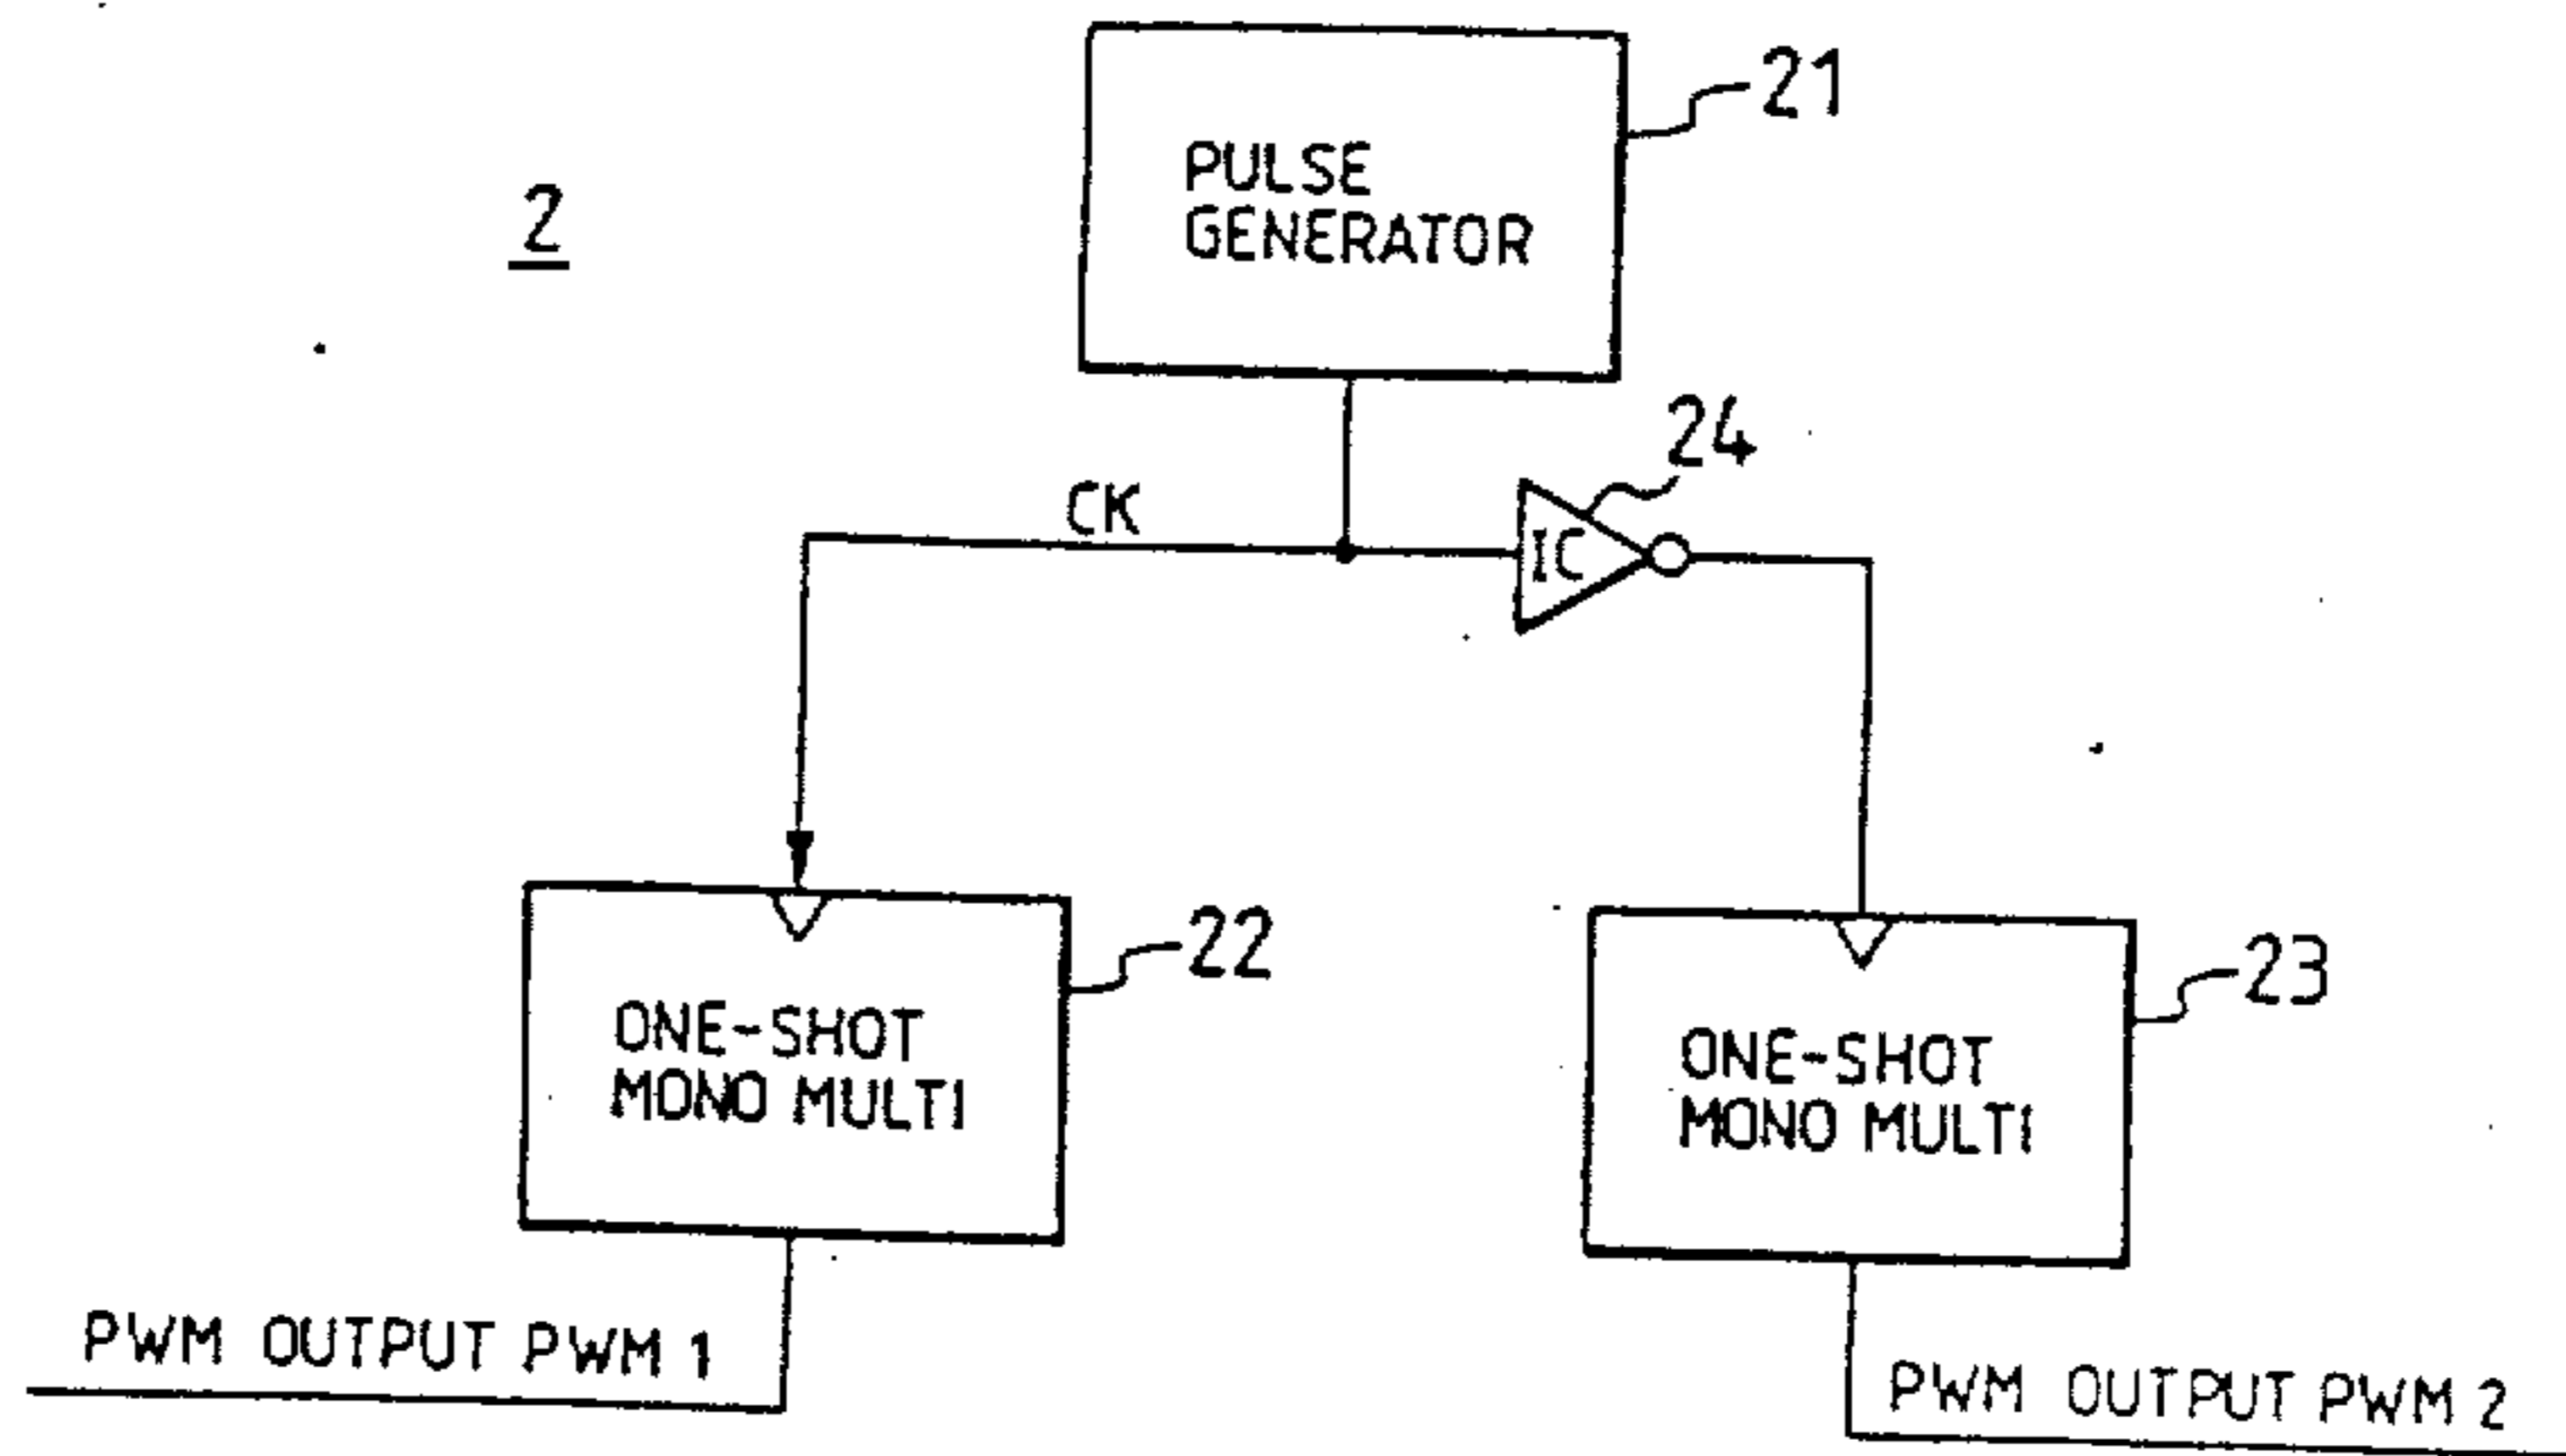 21
PULSE
GENERATOR
2
24
CK
IC
22
23
ONE-SHOT
MONO MULTI
ONE-SHOT
MONO MULTI
PWM OUTPUT PWM 1
PWM OUTPUT PWM 2